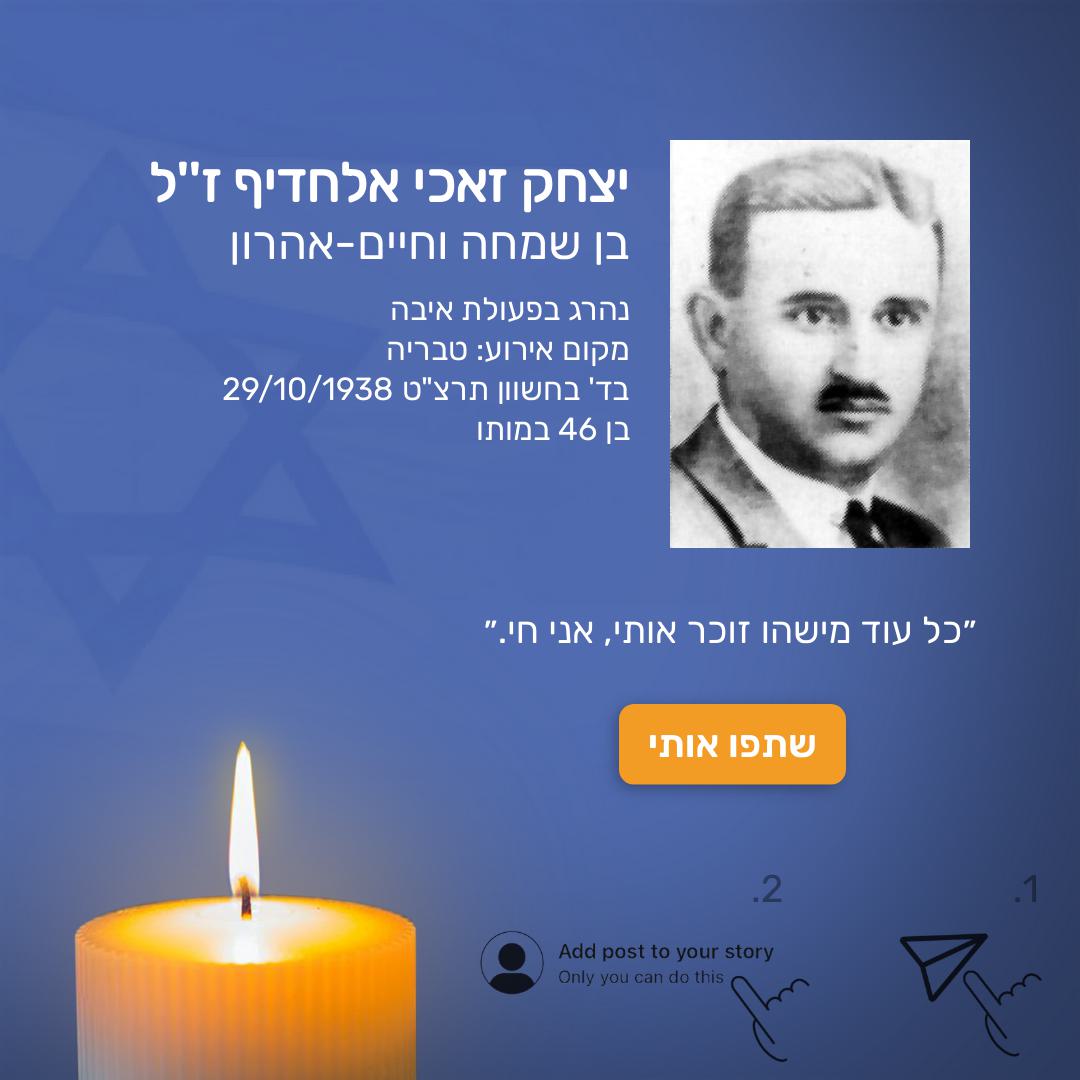 יצחק זאכי אלחדיף ז"ל
בן שמחה וחיים-אהרון
נהרג בפעולת איבה
מקום אירוע: טבריה
בד' בחשוון תרצ"ט 29/10/1938
בן 46 במותו
״כל עוד מישהו זוכר אותי, אני חי.״
שתפו אותי
1.
2.
Add post to your story
Only you can do this